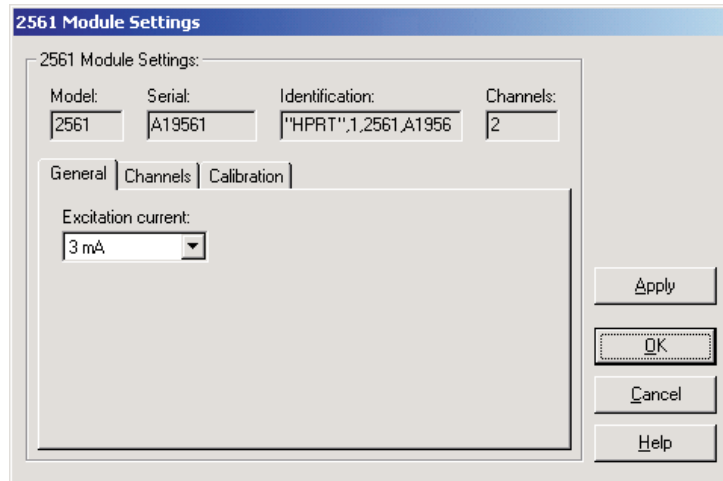 2561 Module Settings
2561 Module Settings:
Model: Serial: Identification: Channels:
2561 A19561 "HPRT",1,2561,A1956 2
General Channels Calibration
Excitation current:
3 mA
Apply
OK
Cancel
Help